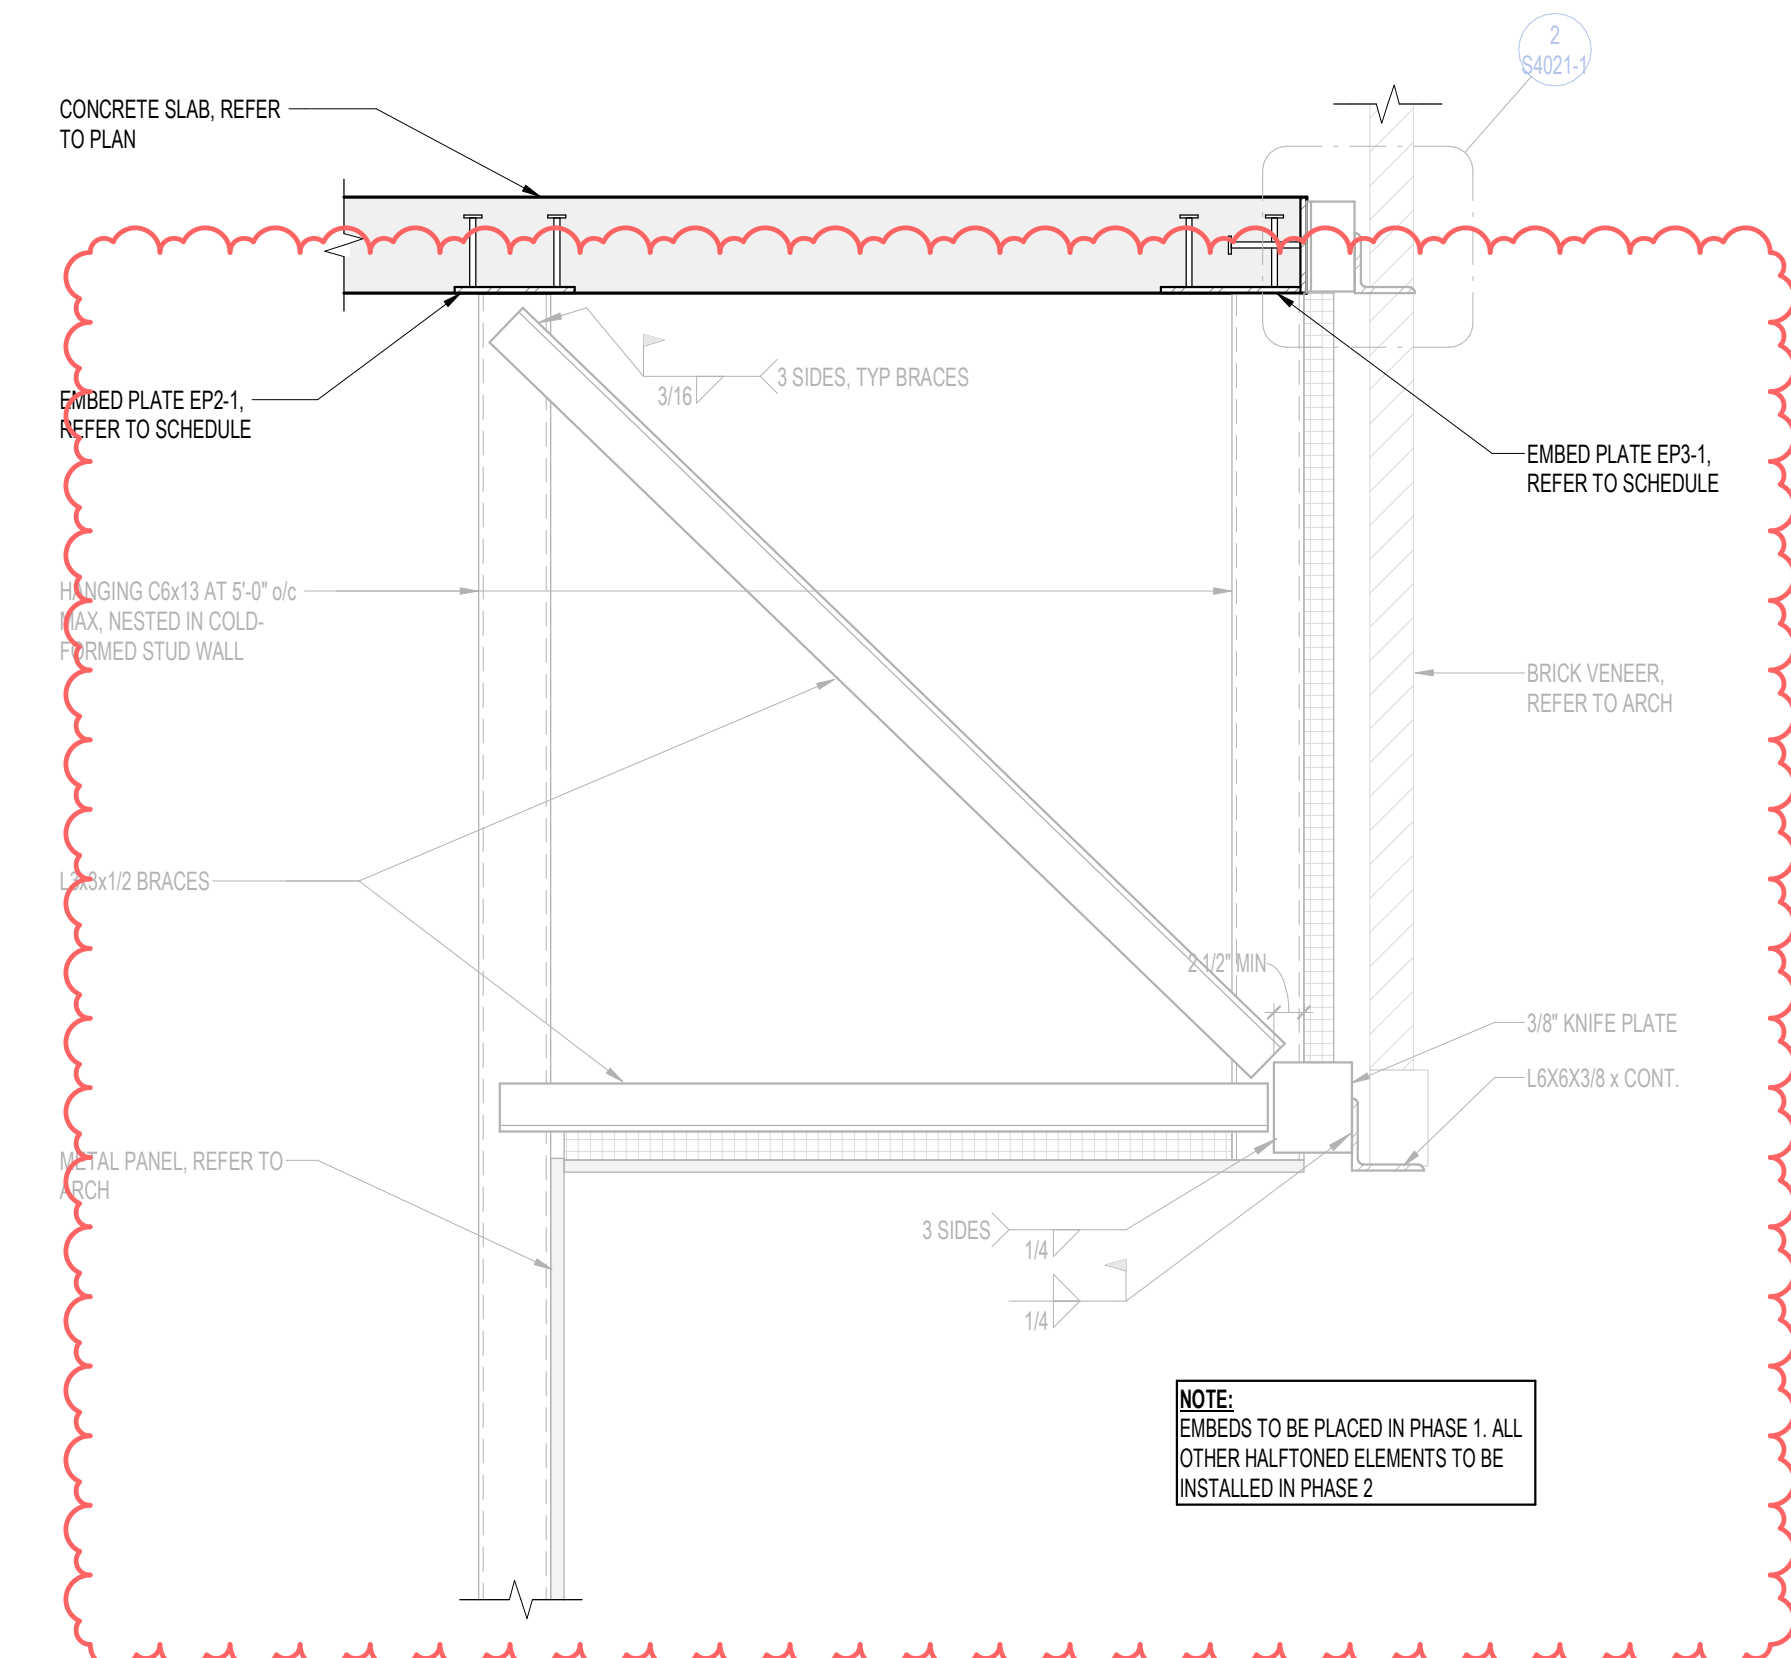 2
S4021-1
CONCRETE SLAB, REFER
TO PLAN
3 SIDES, TYP BRACES
3/16
EMBED PLATE EP2-1,
REFER TO SCHEDULE
EMBED PLATE EP3-1,
REFER TO SCHEDULE
HANGING C6x13 AT 5'-0" o/c
MAX, NESTED IN COLD-
FORMED STUD WALL
BRICK VENEER,
REFER TO ARCH
L3x3x1/2 BRACES
2 1/2" MIN
3/8" KNIFE PLATE
L6X6X3/8 x CONT.
METAL PANEL, REFER TO
ARCH
3 SIDES
1/4
1/4
NOTE:
EMBEDS TO BE PLACED IN PHASE 1. ALL
OTHER HALFTONED ELEMENTS TO BE
INSTALLED IN PHASE 2